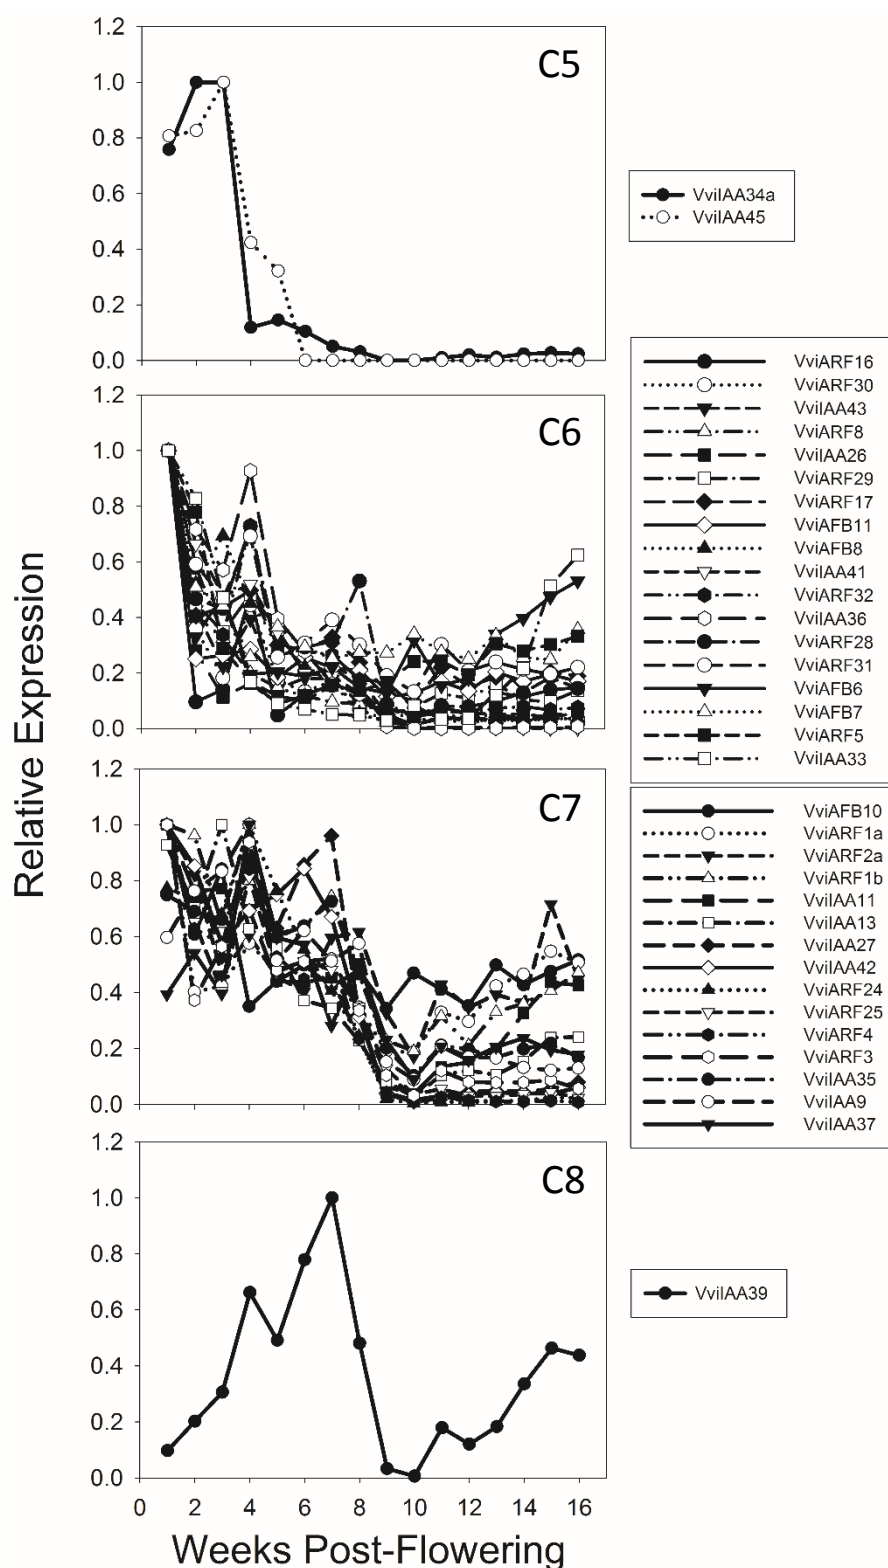 1.2
C5
1.0
0.8
0.6
0.4
0.2
0.0
VviIAA34a
VviIAA45
1.2
C6
1.0
0.8
0.6
0.4
0.2
0.0
VviARF16
VviARF30
VviIAA43
VviARF8
VviIAA26
VviARF29
VviARF17
VviAFB11
VviAFB8
VviIAA41
VviARF32
VviIAA36
VviARF28
VviARF31
VviAFB6
VviAFB7
VviARF5
VviIAA33
1.2
C7
1.0
0.8
0.6
0.4
0.2
0.0
VviAFB10
VviARF1a
VviARF2a
VviARF1b
VviIAA11
VviIAA13
VviIAA27
VviIAA42
VviARF24
VviARF25
VviARF4
VviARF3
VviIAA35
VviIAA9
VviIAA37
1.2
C8
1.0
0.8
0.6
0.4
0.2
0.0
VviIAA39
0 2 4 6 8 10 12 14 16
Weeks Post-Flowering
Relative Expression